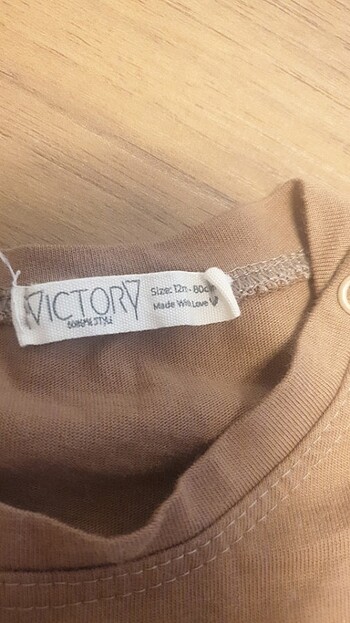 VICTORY
Size: 12m - 80cm
Made With Love